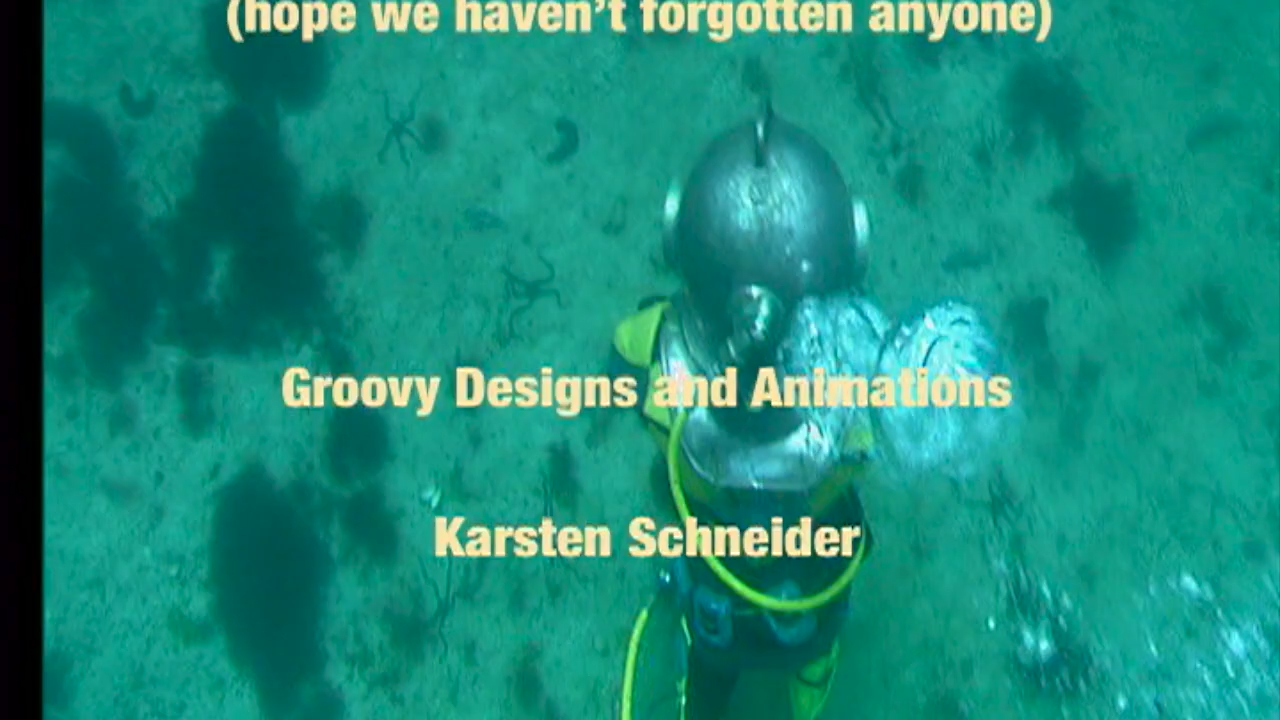 (hope we haven't forgotten anyone)
Groovy Designs and Animations
Karsten Schneider